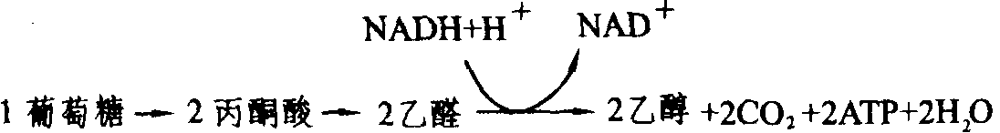 NADH+H⁺ NAD⁺
1 葡萄糖 → 2 丙酮酸 → 2乙醛 → 2乙醇 +2CO₂+2ATP+2H₂O